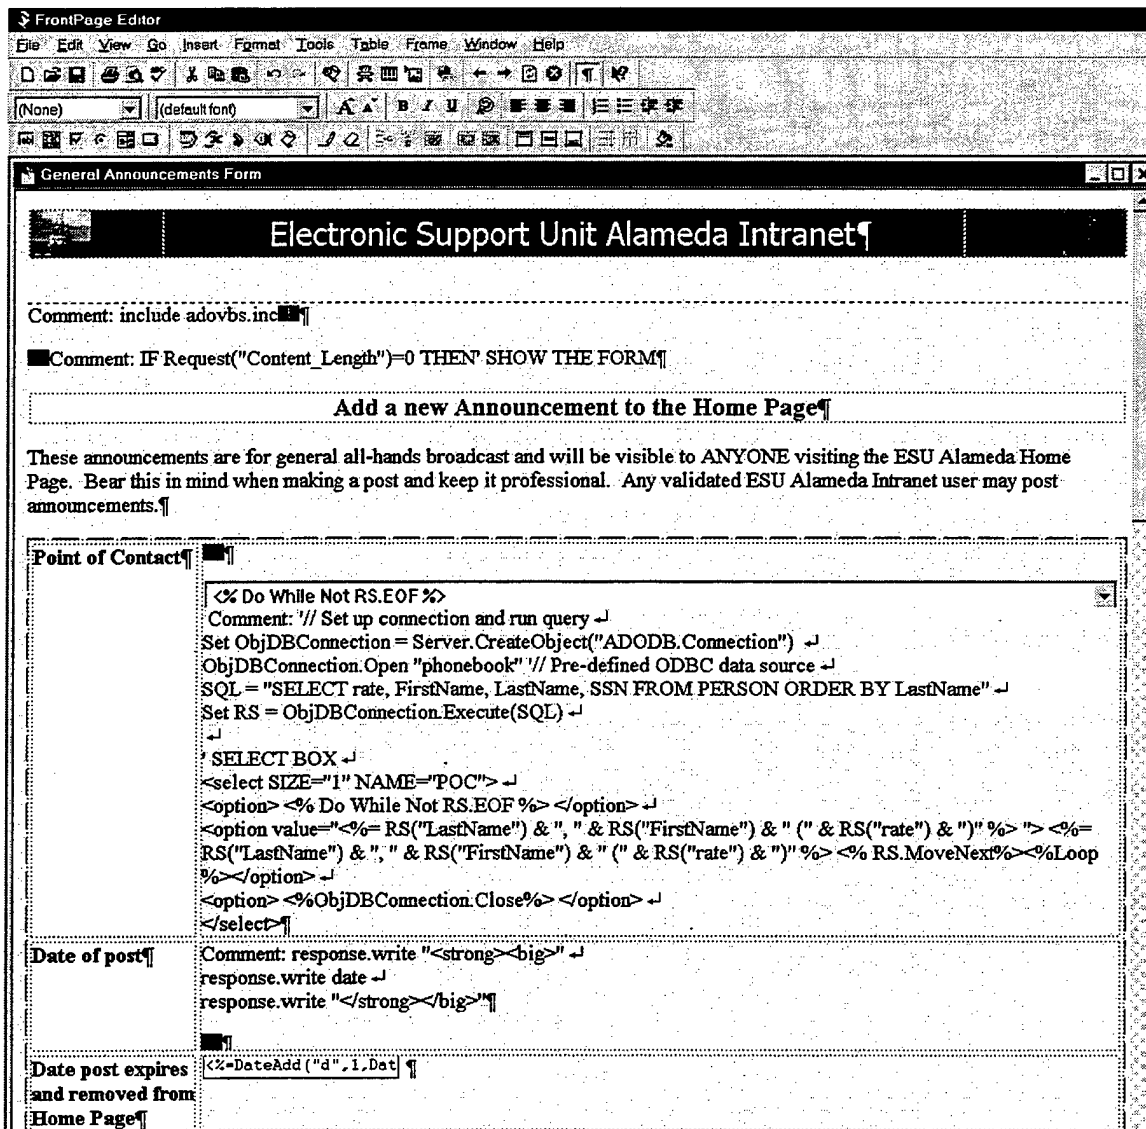 FrontPage Editor
File Edit View Go Insert Format Tools Table Frame Window Help
(None) (default font)
General Announcements Form
Electronic Support Unit Alameda Intranet¶
Comment: include adovbs.inc¶
Comment: IF Request("Content_Length")=0 THEN' SHOW THE FORM¶
Add a new Announcement to the Home Page¶
These announcements are for general all-hands broadcast and will be visible to ANYONE visiting the ESU Alameda Home
Page. Bear this in mind when making a post and keep it professional. Any validated ESU Alameda Intranet user may post
announcements.¶
Point of Contact¶ ¶
<% Do While Not RS.EOF %>
Comment: '// Set up connection and run query ↵
Set ObjDBConnection = Server.CreateObject("ADODB.Connection") ↵
ObjDBConnection.Open "phonebook" '// Pre-defined ODBC data source ↵
SQL = "SELECT rate, FirstName, LastName, SSN FROM PERSON ORDER BY LastName" ↵
Set RS = ObjDBConnection.Execute(SQL) ↵
↵
' SELECT BOX ↵
<select SIZE="1" NAME="POC"> ↵
<option> <% Do While Not RS.EOF %> </option> ↵
<option value="<%= RS("LastName") & ", " & RS("FirstName") & " (" & RS("rate") & ")" %> "> <%=
RS("LastName") & ", " & RS("FirstName") & " (" & RS("rate") & ")" %> <% RS.MoveNext%><%Loop
%></option> ↵
<option> <%ObjDBConnection.Close%> </option> ↵
</select>¶
Date of post¶ Comment: response.write "<strong><big>" ↵
response.write date ↵
response.write "</strong></big>"¶
¶
Date post expires <%=DateAdd("d",1,Dat ¶
and removed from
Home Page¶